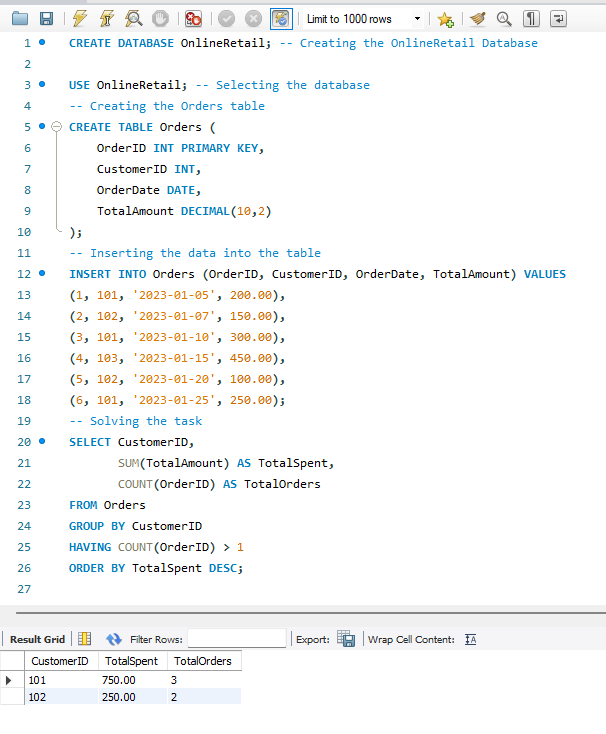 Limit to 1000 rows
1 CREATE DATABASE OnlineRetail; -- Creating the OnlineRetail Database
2
3 USE OnlineRetail; -- Selecting the database
4 -- Creating the Orders table
5 CREATE TABLE Orders (
6 OrderID INT PRIMARY KEY,
7 CustomerID INT,
8 OrderDate DATE,
9 TotalAmount DECIMAL(10,2)
10 );
11 -- Inserting the data into the table
12 INSERT INTO Orders (OrderID, CustomerID, OrderDate, TotalAmount) VALUES
13 (1, 101, '2023-01-05', 200.00),
14 (2, 102, '2023-01-07', 150.00),
15 (3, 101, '2023-01-10', 300.00),
16 (4, 103, '2023-01-15', 450.00),
17 (5, 102, '2023-01-20', 100.00),
18 (6, 101, '2023-01-25', 250.00);
19 -- Solving the task
20 SELECT CustomerID,
21 SUM(TotalAmount) AS TotalSpent,
22 COUNT(OrderID) AS TotalOrders
23 FROM Orders
24 GROUP BY CustomerID
25 HAVING COUNT(OrderID) > 1
26 ORDER BY TotalSpent DESC;
27
Result Grid Filter Rows: Export: Wrap Cell Content: IA
CustomerID TotalSpent TotalOrders
101 750.00 3
102 250.00 2